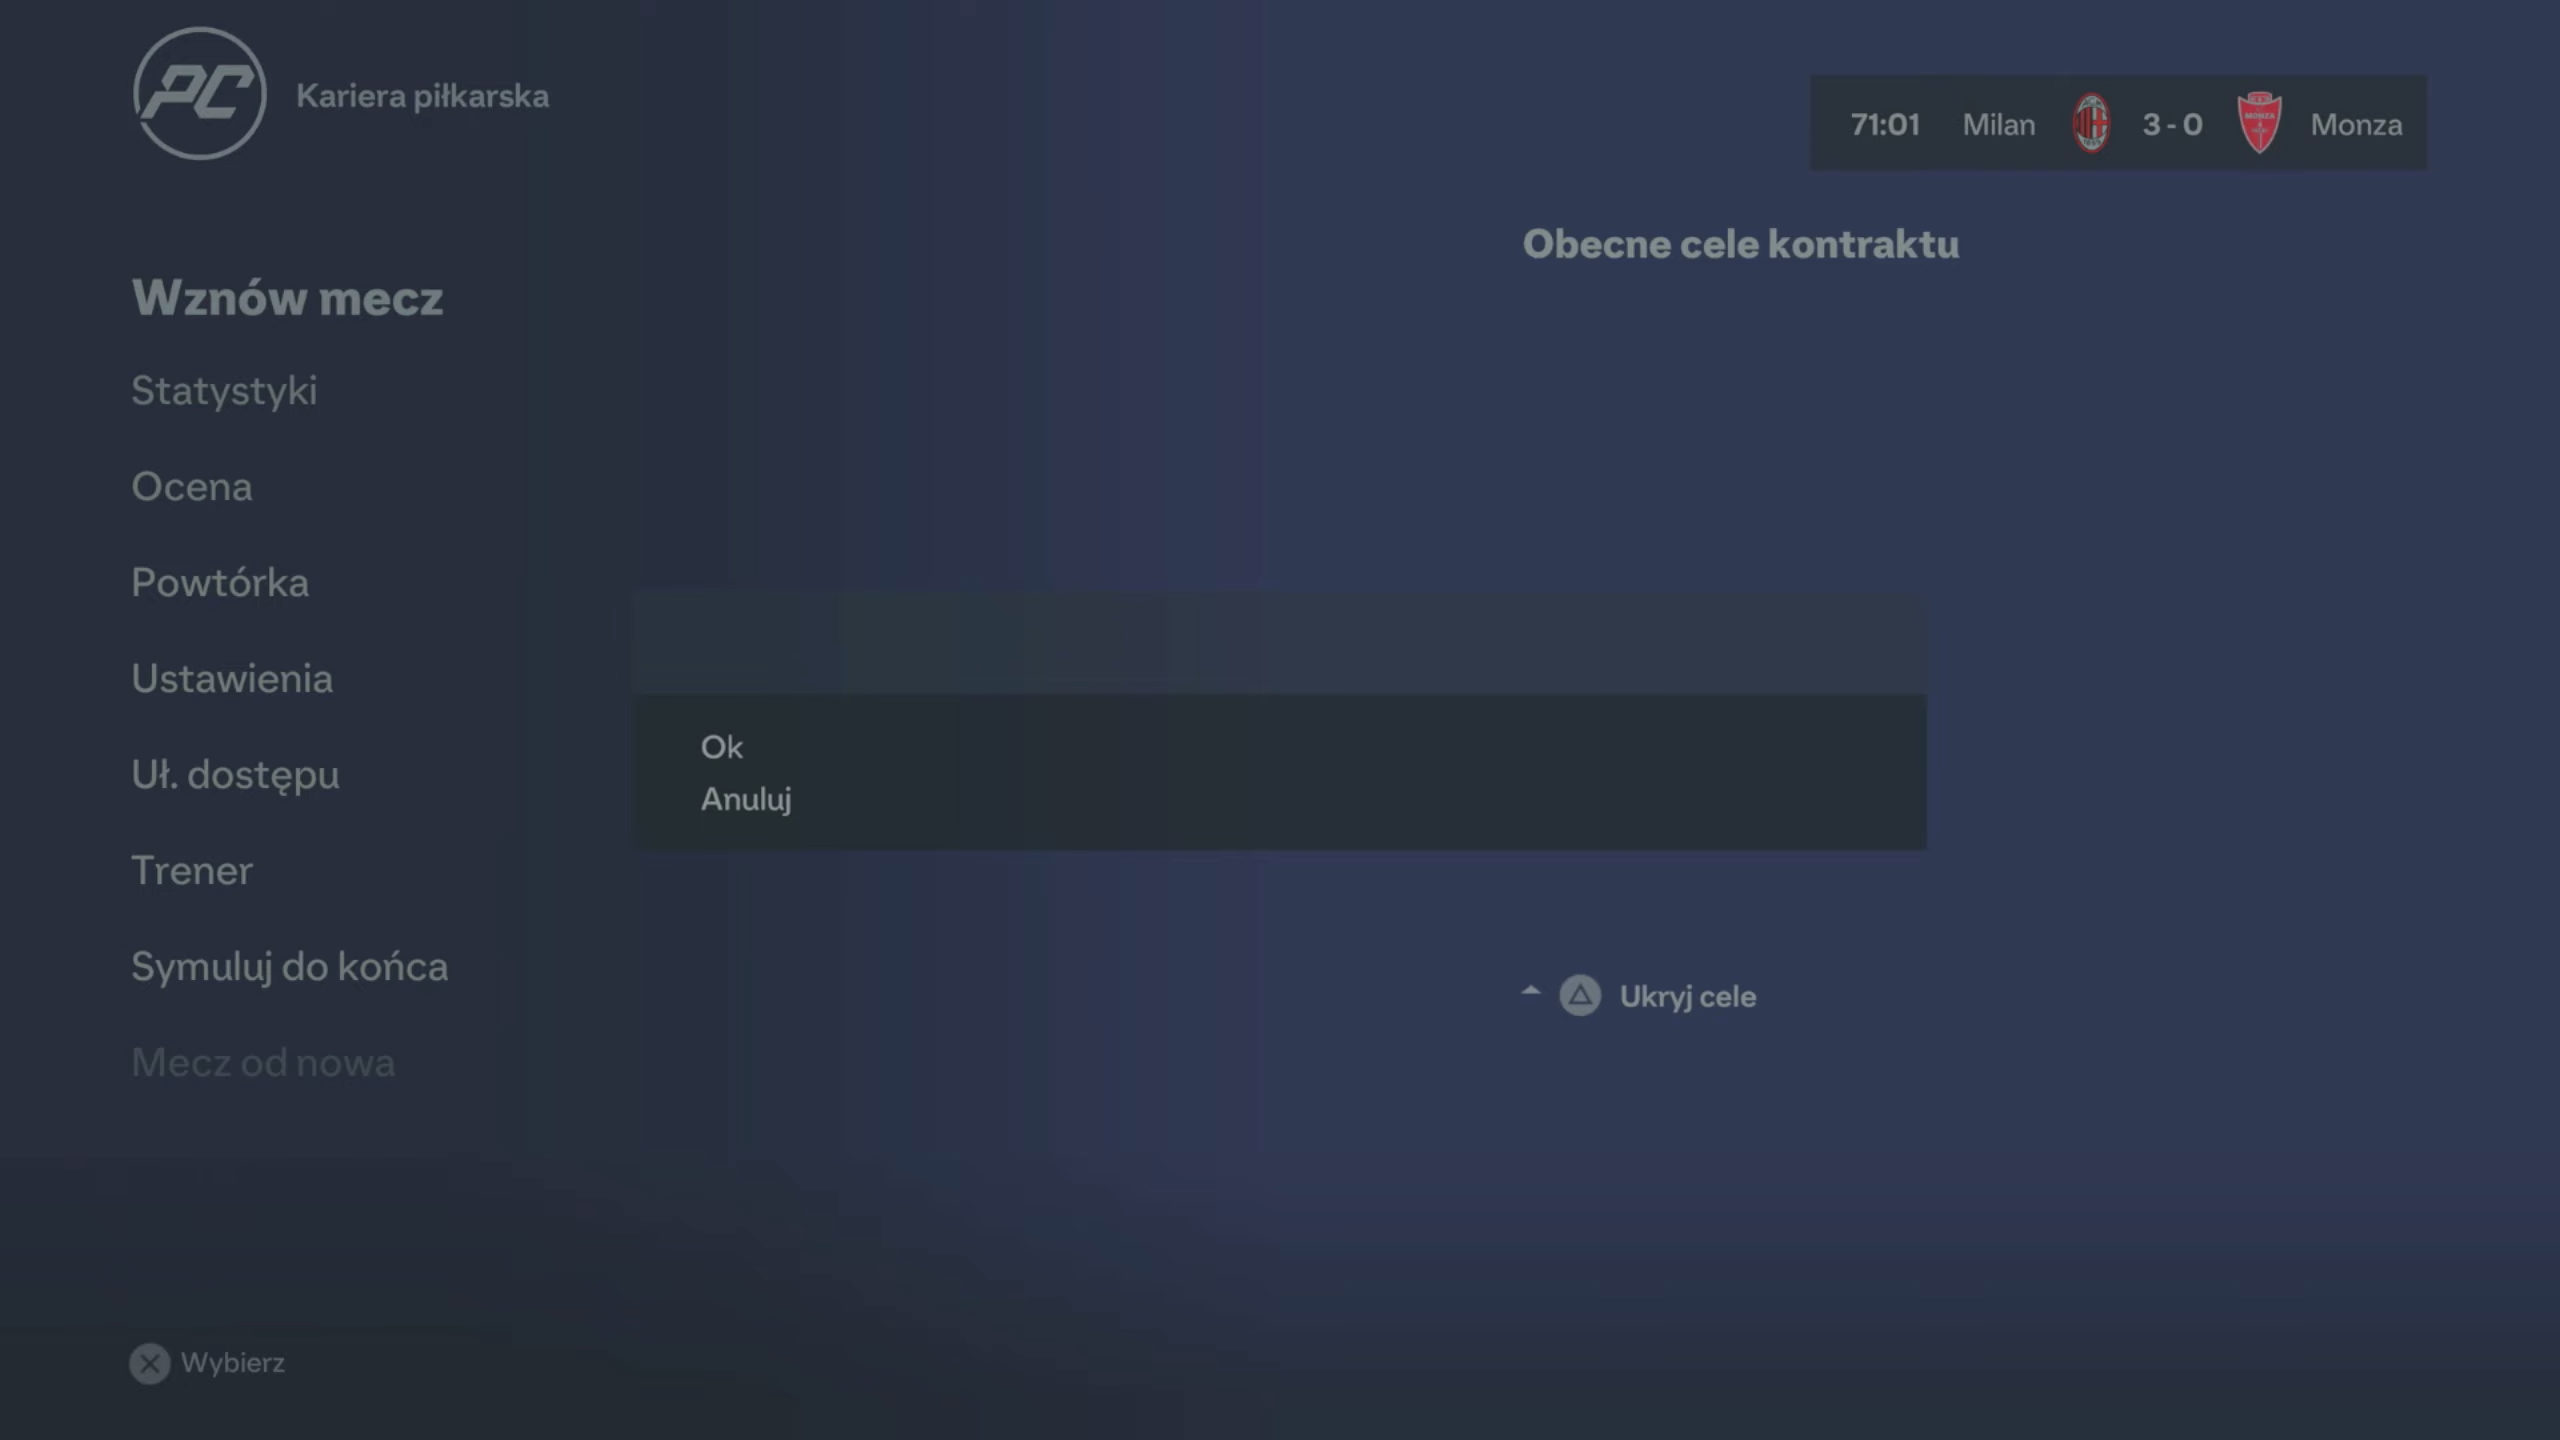 PC
Kariera piłkarska
71:01 Milan 3 - 0 MONZA Monza
Obecne cele kontraktu
Wznów mecz
Statystyki
Ocena
Powtórka
Ustawienia
Uł. dostępu
Trener
Symuluj do końca
Mecz od nowa
Ok
Anuluj
Ukryj cele
Wybierz